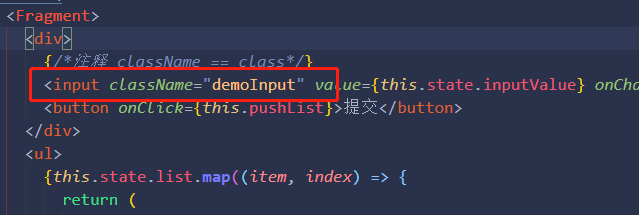 <Fragment>
<div>
{/*注释 className == class*/}
<input className="demoInput" value={this.state.inputValue} onCha
<button onClick={this.pushList}>提交</button>
</div>
<ul>
{this.state.list.map((item, index) => {
return (